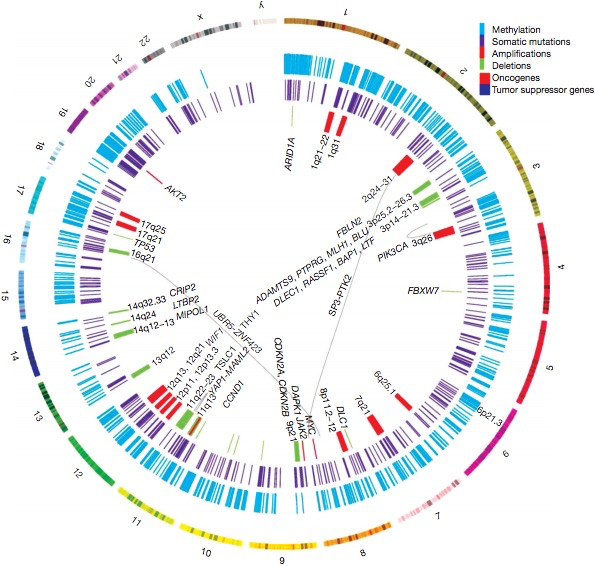 Methylation
Somatic mutations
Amplifications
Deletions
Oncogenes
Tumor suppressor genes
1
2
3
4
5
6
7
8
9
10
11
12
13
14
15
16
17
18
19
20
21
22
X
Y
ARID1A
1q21–22
1q31
2q24–31
FBLN2
3p25.2–26.3
ADAMTS9, PTPRG, MLH1, BLU
3p14–21.3
DLEC1, RASSF1, BAP1, LTF
PIK3CA 3q26
SP3-PTK2
FBXW7
6p21.3
6q25.1
7q21
8p11.2–12
DLC1
MYC
JAK2
DAPK1
9p21
CDKN2A, CDKN2B
CCND1
YAP1-MAML2
11q13
11q22–23 TSLC1
12p11, 12p13.3
12q13, 12q21 WIF1
THY1
UBR5-ZNF423
13q12
14q12–13 MIPOL1
14q24 LTBP2
14q32.33 CRIP2
16q21
TP53
17q21
17q25
AKT2